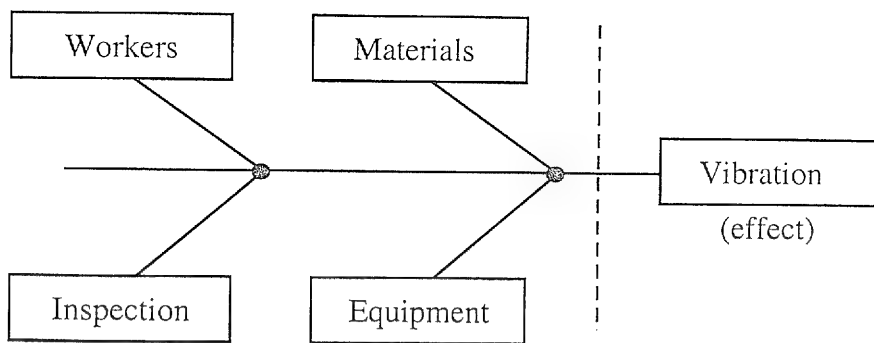 Workers
Materials
Vibration
(effect)
Inspection
Equipment